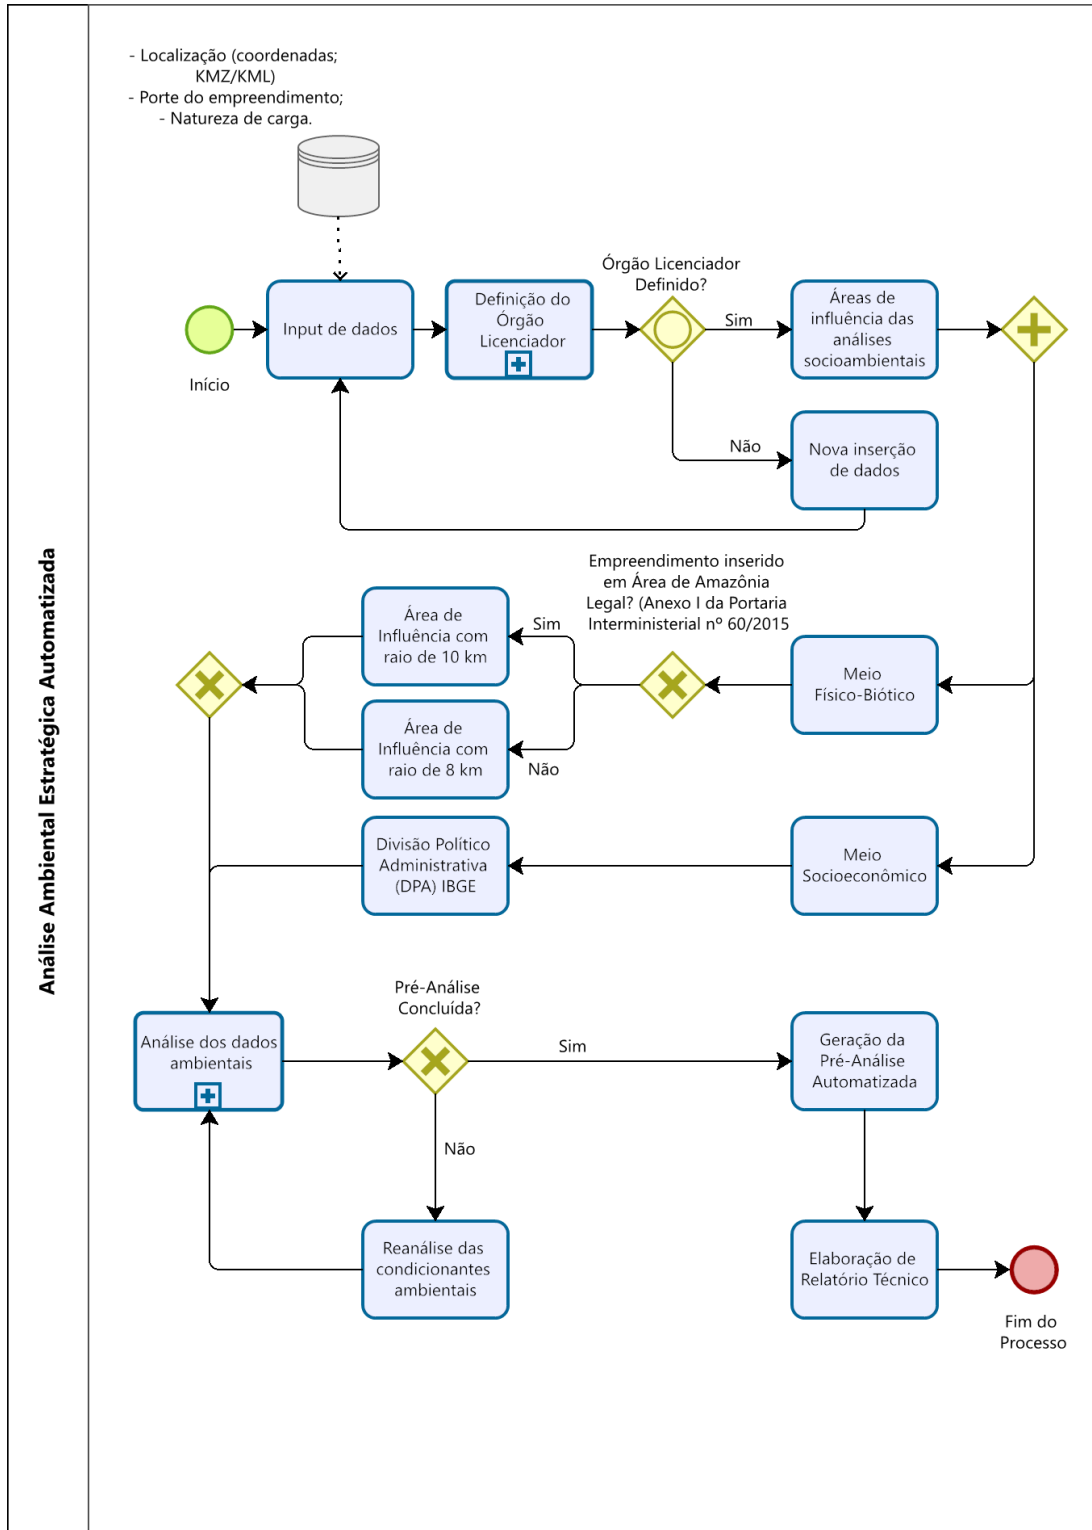 Análise Ambiental Estratégica Automatizada
- Localização (coordenadas;
KMZ/KML)
- Porte do empreendimento;
- Natureza de carga.
Início
Input de dados
Definição do
Órgão
Licenciador
Órgão Licenciador
Definido?
Sim
Áreas de
influência das
análises
socioambientais
Não
Nova inserção
de dados
Empreendimento inserido
em Área de Amazônia
Legal? (Anexo I da Portaria
Interministerial nº 60/2015
Meio
Físico-Biótico
Sim
Área de
Influência com
raio de 10 km
Não
Área de
Influência com
raio de 8 km
Meio
Socioeconômico
Divisão Político
Administrativa
(DPA) IBGE
Análise dos dados
ambientais
Pré-Análise
Concluída?
Sim
Geração da
Pré-Análise
Automatizada
Não
Reanálise das
condicionantes
ambientais
Elaboração de
Relatório Técnico
Fim do
Processo